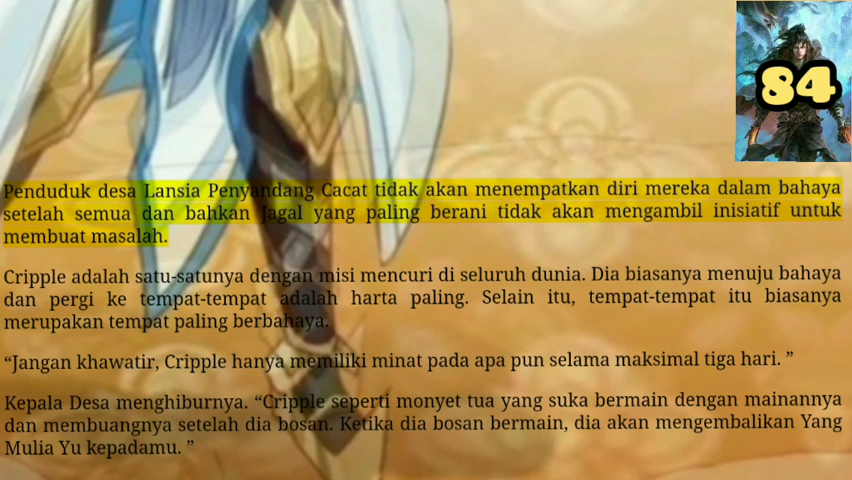 84
Penduduk desa Lansia Penyandang Cacat tidak akan menempatkan diri mereka dalam bahaya
setelah semua dan bahkan Jagal yang paling berani tidak akan mengambil inisiatif untuk
membuat masalah.
Cripple adalah satu-satunya dengan misi mencuri di seluruh dunia. Dia biasanya menuju bahaya
dan pergi ke tempat-tempat adalah harta paling. Selain itu, tempat-tempat itu biasanya
merupakan tempat paling berbahaya.
“Jangan khawatir, Cripple hanya memiliki minat pada apa pun selama maksimal tiga hari. ”
Kepala Desa menghiburnya. “Cripple seperti monyet tua yang suka bermain dengan mainannya
dan membuangnya setelah dia bosan. Ketika dia bosan bermain, dia akan mengembalikan Yang
Mulia Yu kepadamu. ”